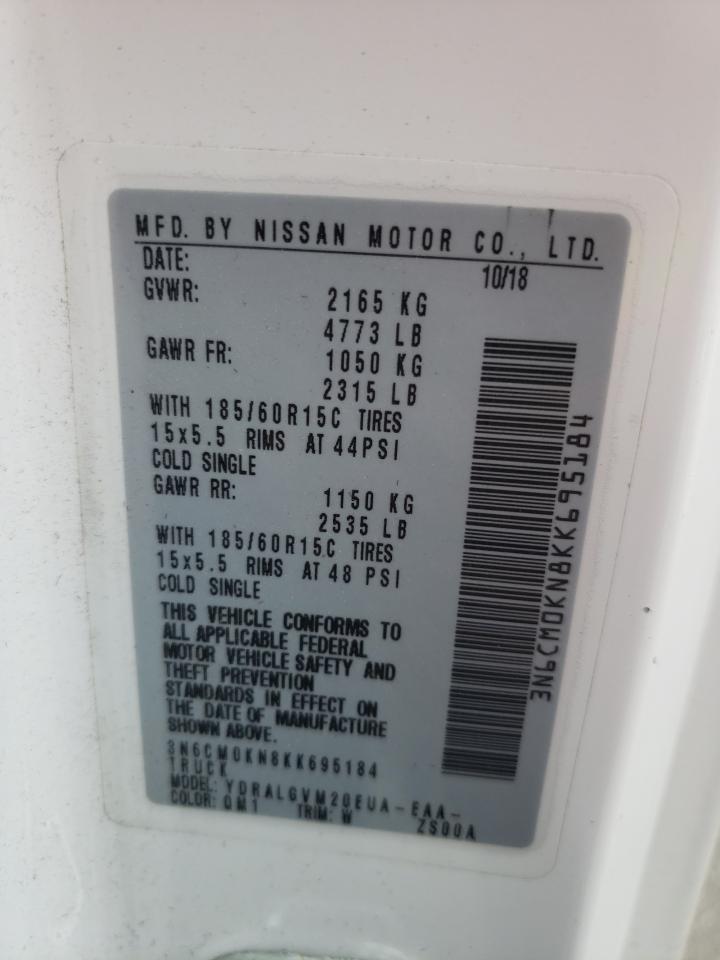 MFD. BY NISSAN MOTOR CO., LTD.
DATE: 10/18
GVWR: 2165 KG
4773 LB
GAWR FR: 1050 KG
2315 LB
WITH 185/60R15C TIRES
15x5.5 RIMS AT 44PSI
COLD SINGLE
GAWR RR: 1150 KG
2535 LB
WITH 185/60R15C TIRES
15x5.5 RIMS AT 48 PSI
COLD SINGLE
THIS VEHICLE CONFORMS TO
ALL APPLICABLE FEDERAL
MOTOR VEHICLE SAFETY AND
THEFT PREVENTION
STANDARDS IN EFFECT ON
THE DATE OF MANUFACTURE
SHOWN ABOVE.
3N6CM0KN8KK695184
TRUCK
MODEL: YDRALGVM20EUA-EAA-
COLOR: QM1 TRIM: W ZS00A
3N6CM0KN8KK695184